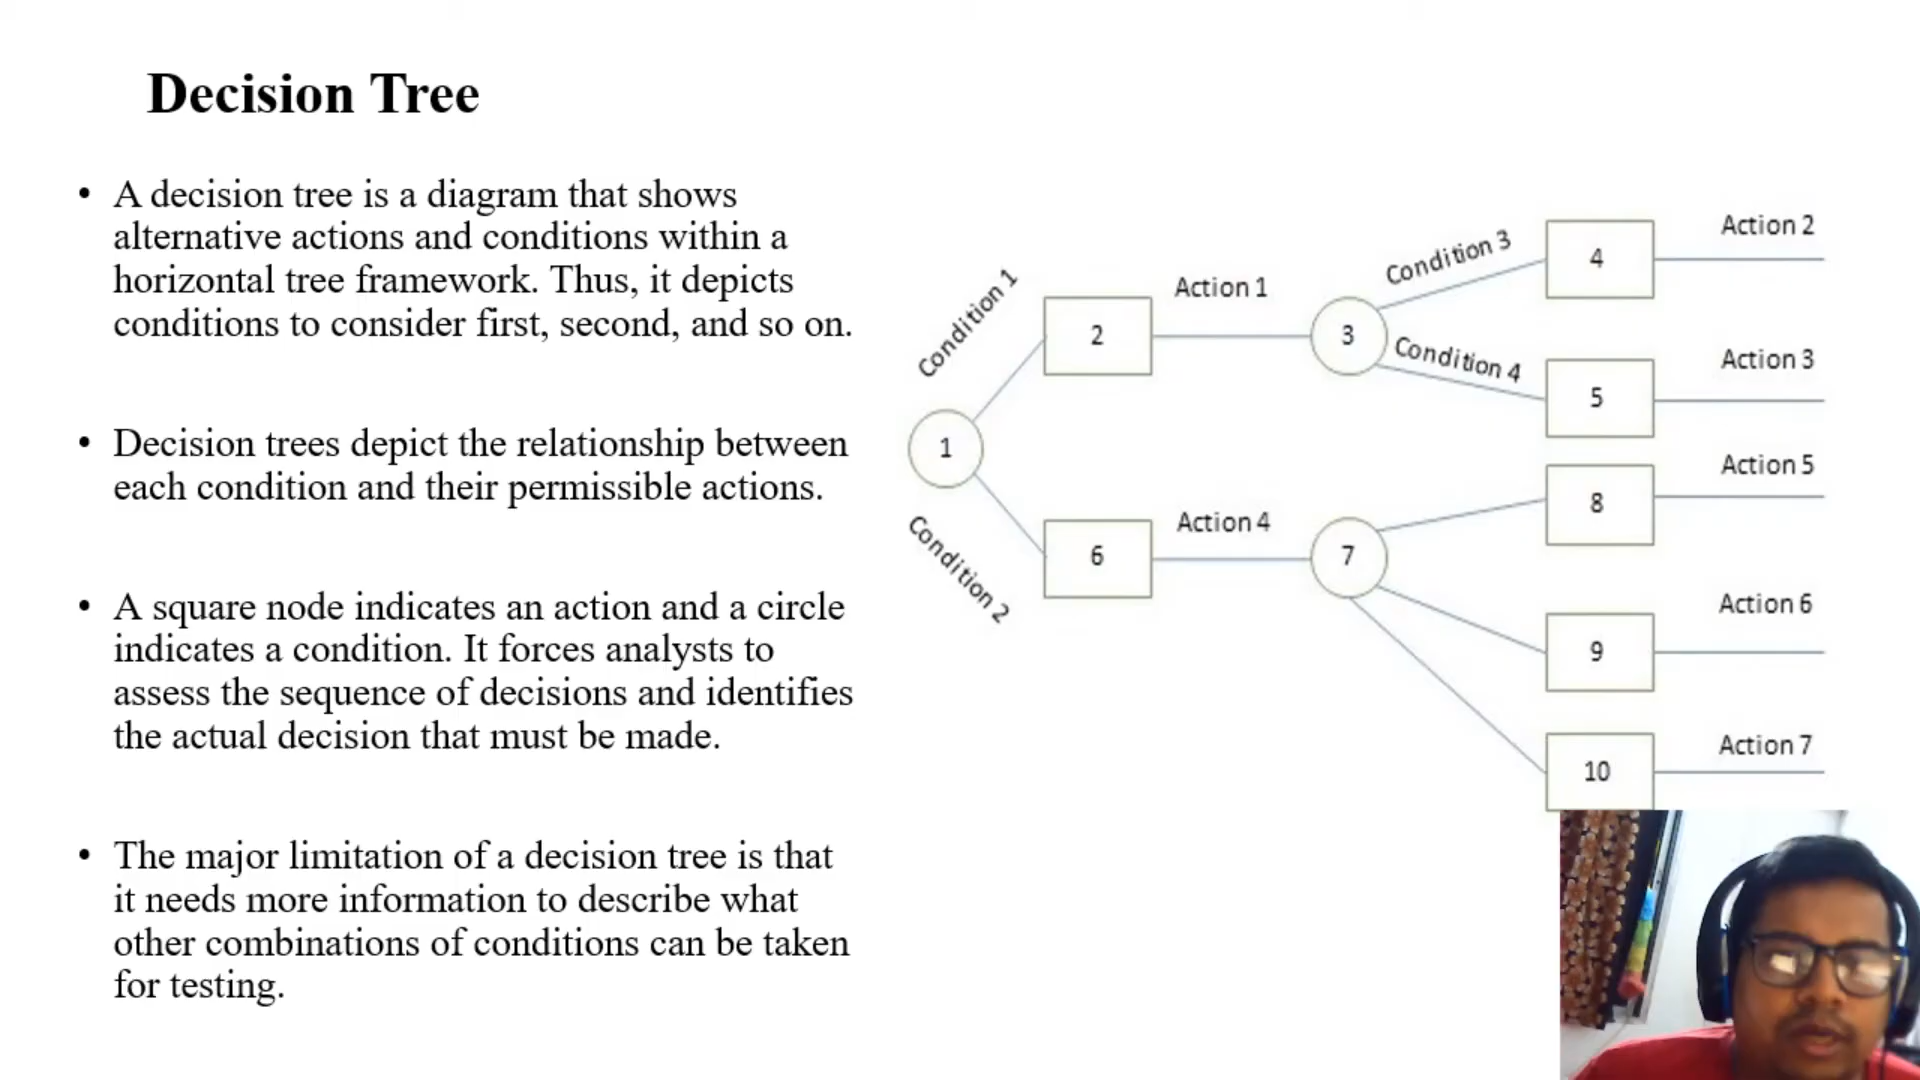 Decision Tree
• A decision tree is a diagram that shows
alternative actions and conditions within a
horizontal tree framework. Thus, it depicts
conditions to consider first, second, and so on.
• Decision trees depict the relationship between
each condition and their permissible actions.
• A square node indicates an action and a circle
indicates a condition. It forces analysts to
assess the sequence of decisions and identifies
the actual decision that must be made.
• The major limitation of a decision tree is that
it needs more information to describe what
other combinations of conditions can be taken
for testing.
1
Condition 1
2
Action 1
3
Condition 3
4
Action 2
Condition 4
5
Action 3
Condition 2
6
Action 4
7
8
Action 5
9
Action 6
10
Action 7